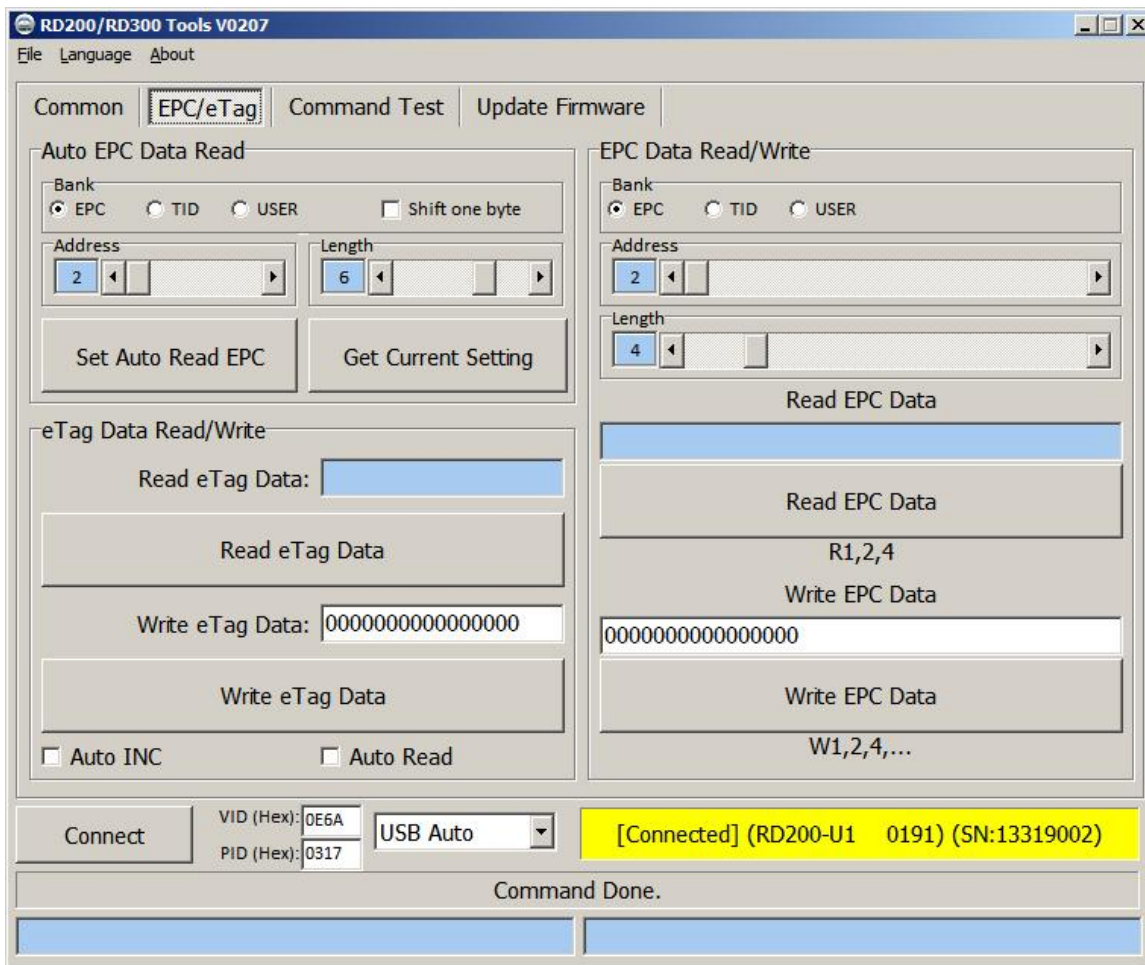 RD200/RD300 Tools V0207
File Language About
Common EPC/eTag Command Test Update Firmware
Auto EPC Data Read
Bank
EPC TID USER Shift one byte
Address Length
2 6
Set Auto Read EPC Get Current Setting
eTag Data Read/Write
Read eTag Data:
Read eTag Data
Write eTag Data: 0000000000000000
Write eTag Data
Auto INC Auto Read
EPC Data Read/Write
Bank
EPC TID USER
Address
2
Length
4
Read EPC Data
Read EPC Data
R1,2,4
Write EPC Data
0000000000000000
Write EPC Data
W1,2,4,...
Connect
VID (Hex): 0E6A
PID (Hex): 0317
USB Auto
[Connected] (RD200-U1 0191) (SN:13319002)
Command Done.